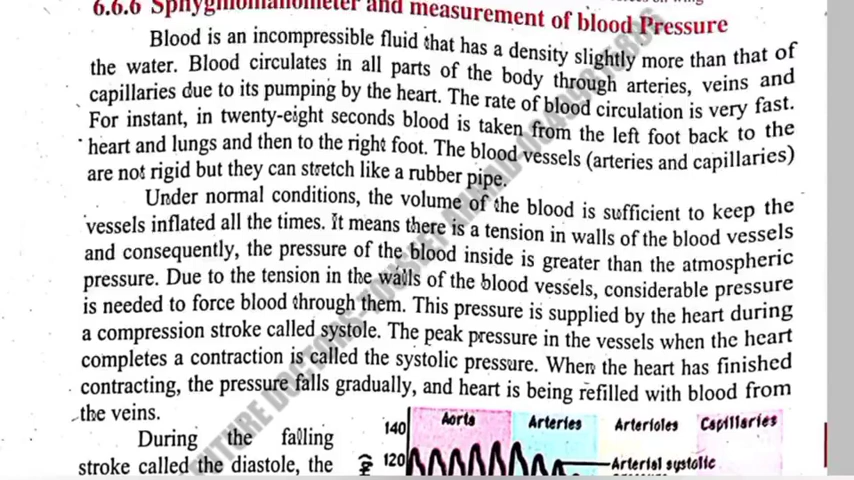 6.6.6 Sphygmomanometer and measurement of blood Pressure
Blood is an incompressible fluid that has a density slightly more than that of
the water. Blood circulates in all parts of the body through arteries, veins and
capillaries due to its pumping by the heart. The rate of blood circulation is very fast.
For instant, in twenty-eight seconds blood is taken from the left foot back to the
heart and lungs and then to the right foot. The blood vessels (arteries and capillaries)
are not rigid but they can stretch like a rubber pipe.
Under normal conditions, the volume of the blood is sufficient to keep the
vessels inflated all the times. It means there is a tension in walls of the blood vessels
and consequently, the pressure of the blood inside is greater than the atmospheric
pressure. Due to the tension in the walls of the blood vessels, considerable pressure
is needed to force blood through them. This pressure is supplied by the heart during
a compression stroke called systole. The peak pressure in the vessels when the heart
completes a contraction is called the systolic pressure. When the heart has finished
contracting, the pressure falls gradually, and heart is being refilled with blood from
the veins.
During the falling
stroke called the diastole, the
Aorta Arteries Arterioles Capillaries
140
120
Arterial systolic
FUTURE DOCTORS